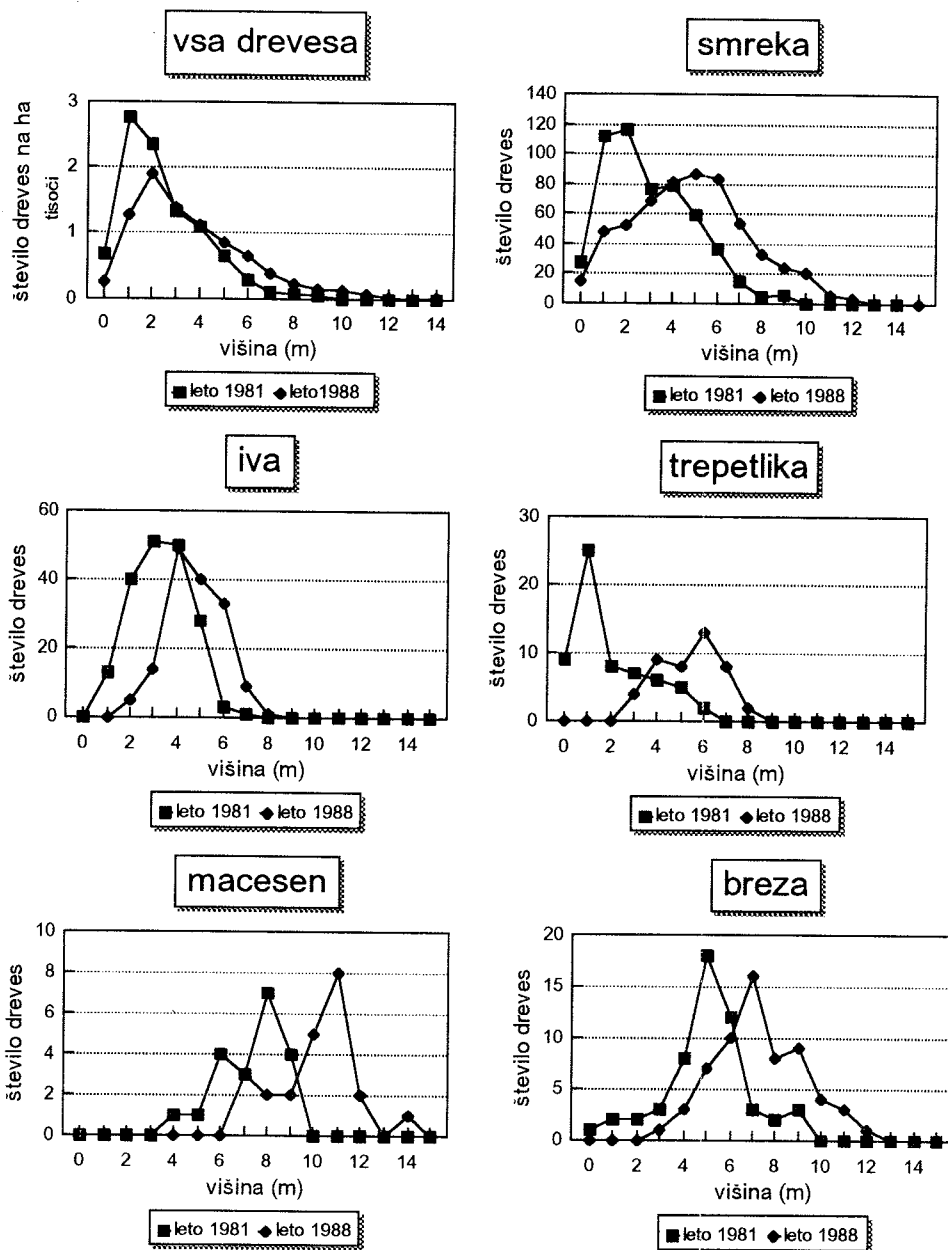 vsa drevesa
število dreves na ha
tisoči
3
2
1
0
0 2 4 6 8 10 12 14
višina (m)
leto 1981 leto1988
smreka
število dreves
140
120
100
80
60
40
20
0
0 2 4 6 8 10 12 14
višina (m)
leto 1981 leto 1988
iva
število dreves
60
40
20
0
0 2 4 6 8 10 12 14
višina (m)
leto 1981 leto 1988
trepetlika
število dreves
30
20
10
0
0 2 4 6 8 10 12 14
višina (m)
leto 1981 leto 1988
macesen
število dreves
10
8
6
4
2
0
0 2 4 6 8 10 12 14
višina (m)
leto 1981 leto 1988
breza
število dreves
20
15
10
5
0
0 2 4 6 8 10 12 14
višina (m)
leto 1981 leto 1988